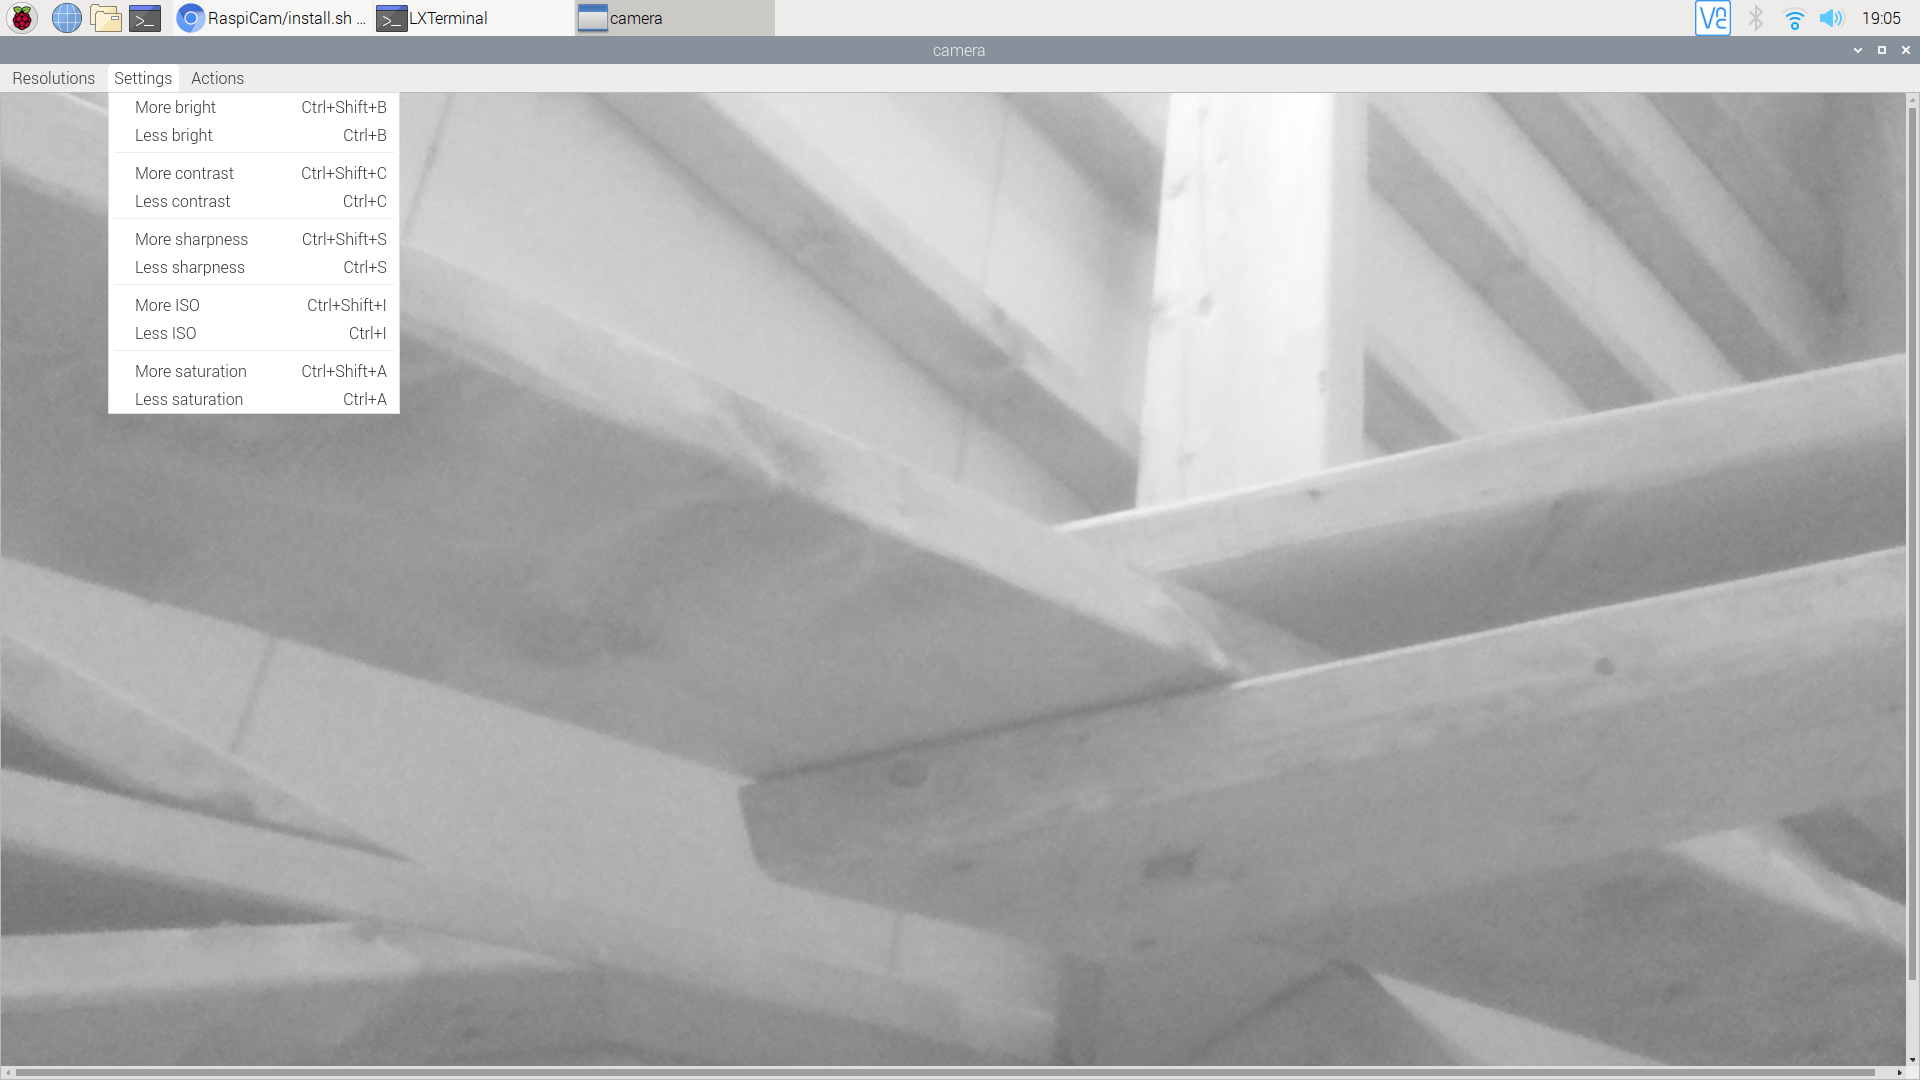 RaspiCam/install.sh ...
LXTerminal
camera
19:05
camera
Resolutions Settings Actions
More bright Ctrl+Shift+B
Less bright Ctrl+B
More contrast Ctrl+Shift+C
Less contrast Ctrl+C
More sharpness Ctrl+Shift+S
Less sharpness Ctrl+S
More ISO Ctrl+Shift+I
Less ISO Ctrl+I
More saturation Ctrl+Shift+A
Less saturation Ctrl+A